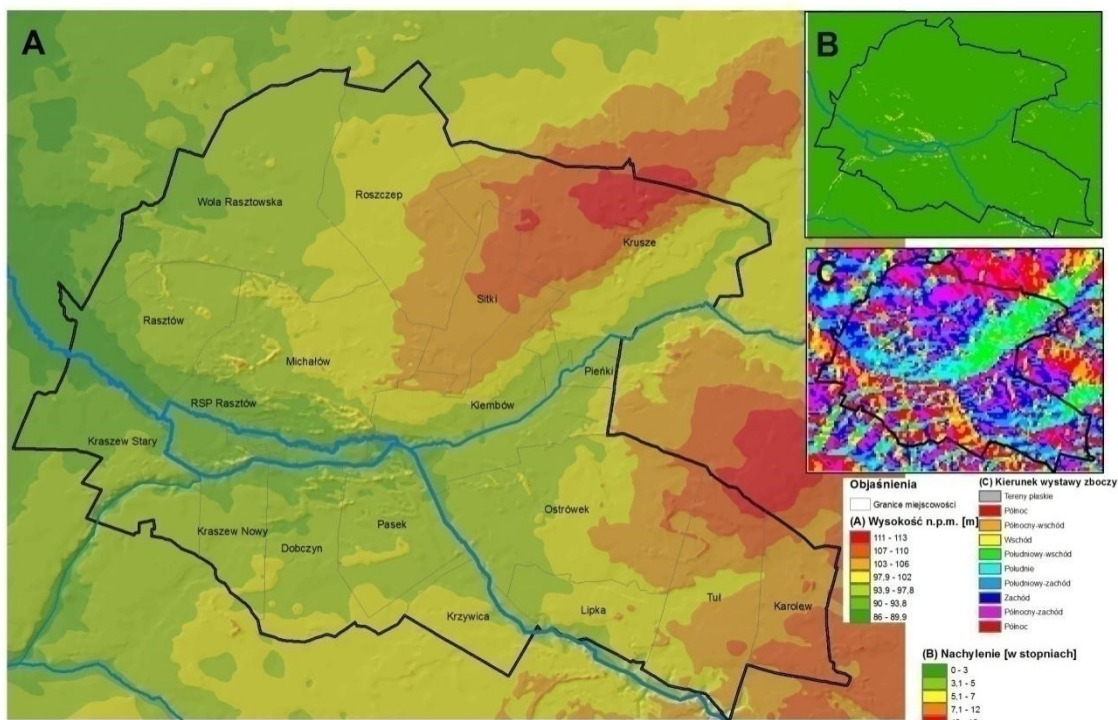 A
B
C
Wola Rasztowska
Roszczep
Krusze
Sitki
Rasztów
Michałów
Pieńki
Klembów
RSP Rasztów
Kraszew Stary
Ostrówek
Kraszew Nowy
Pasek
Dobczyn
Tuł
Karolew
Lipka
Krzywica
Objaśnienia
Granice miejscowości
(A) Wysokość n.p.m. [m]
111 - 113
107 - 110
103 - 106
97,9 - 102
93,9 - 97,8
90 - 93,8
86 - 89,9
(C) Kierunek wystawy zboczy
Tereny płaskie
Północ
Północny-wschód
Wschód
Południowy-wschód
Południe
Południowy-zachód
Zachód
Północny-zachód
Północ
(B) Nachylenie [w stopniach]
0 - 3
3,1 - 5
5,1 - 7
7,1 - 12